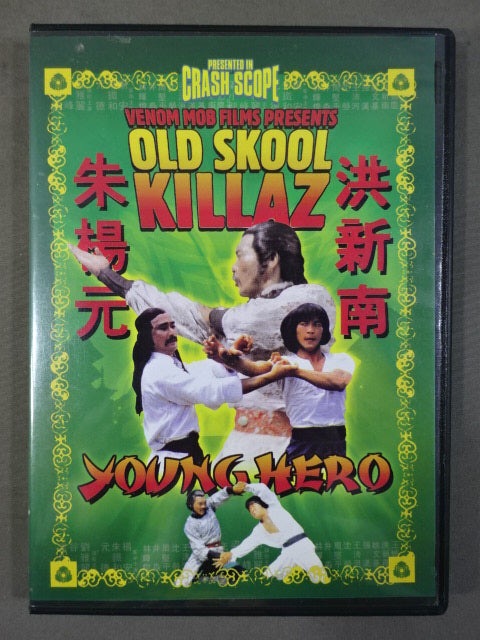 PRESENTED IN
CRASH SCOPE
VENOM MOB FILMS PRESENTS
OLD SKOOL
KILLAZ
朱楊元
洪新南
YOUNG HERO